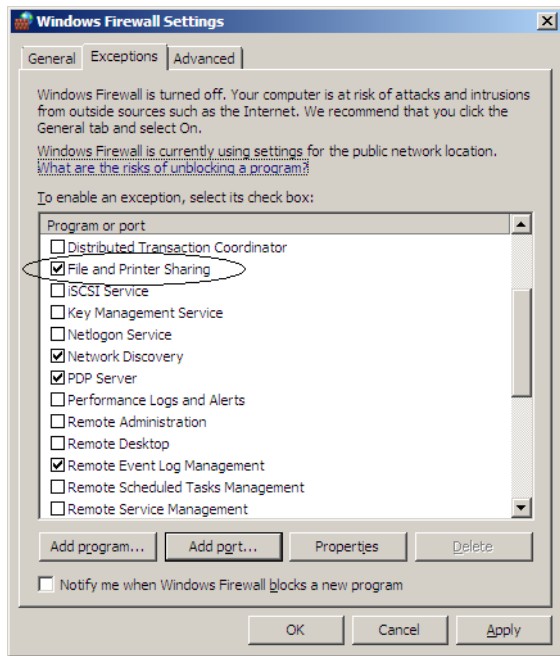 Windows Firewall Settings
General Exceptions Advanced
Windows Firewall is turned off. Your computer is at risk of attacks and intrusions
from outside sources such as the Internet. We recommend that you click the
General tab and select On.
Windows Firewall is currently using settings for the public network location.
What are the risks of unblocking a program?
To enable an exception, select its check box:
Program or port
Distributed Transaction Coordinator
File and Printer Sharing
iSCSI Service
Key Management Service
Netlogon Service
Network Discovery
PDP Server
Performance Logs and Alerts
Remote Administration
Remote Desktop
Remote Event Log Management
Remote Scheduled Tasks Management
Remote Service Management
Add program... Add port... Properties Delete
Notify me when Windows Firewall blocks a new program
OK Cancel Apply